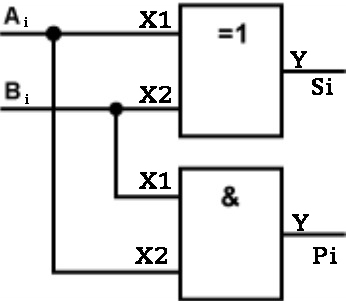 Ai X1 =1 Y
Bi X2 Si
X1 & Y
X2 Pi